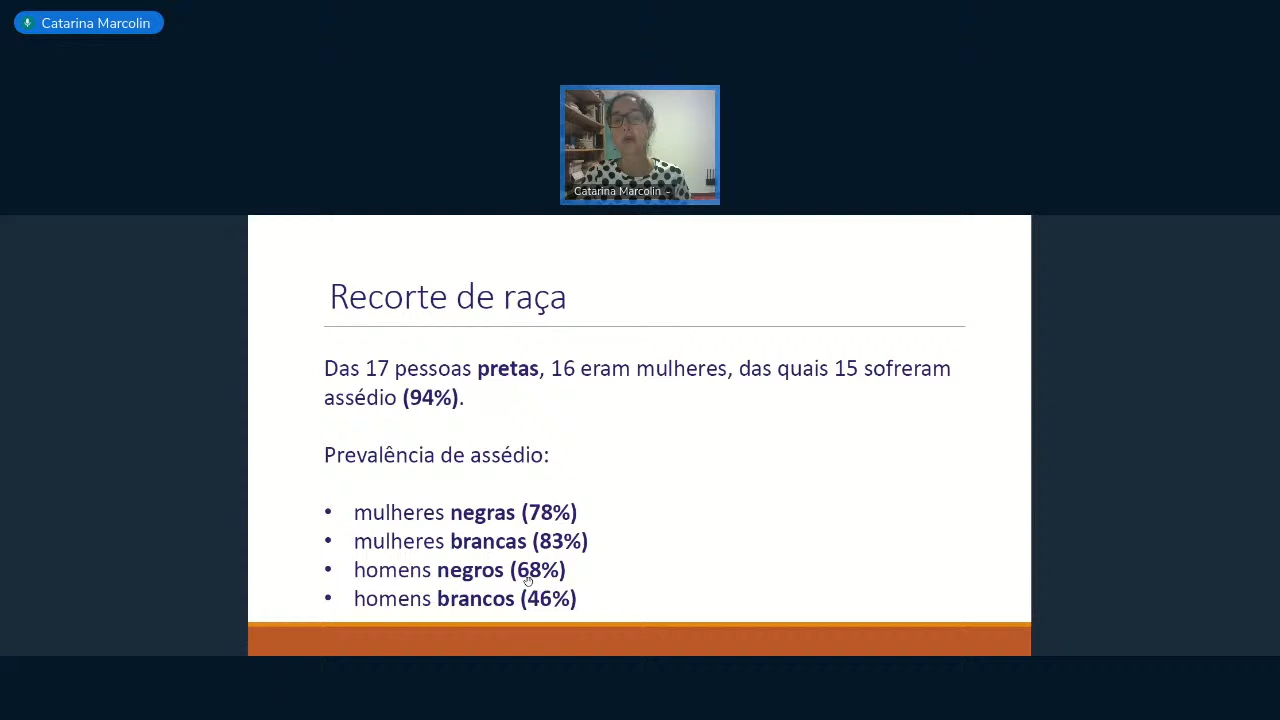 Catarina Marcolin
Catarina Marcolin
Recorte de raça
Das 17 pessoas pretas, 16 eram mulheres, das quais 15 sofreram
assédio (94%).
Prevalência de assédio:
• mulheres negras (78%)
• mulheres brancas (83%)
• homens negros (68%)
• homens brancos (46%)